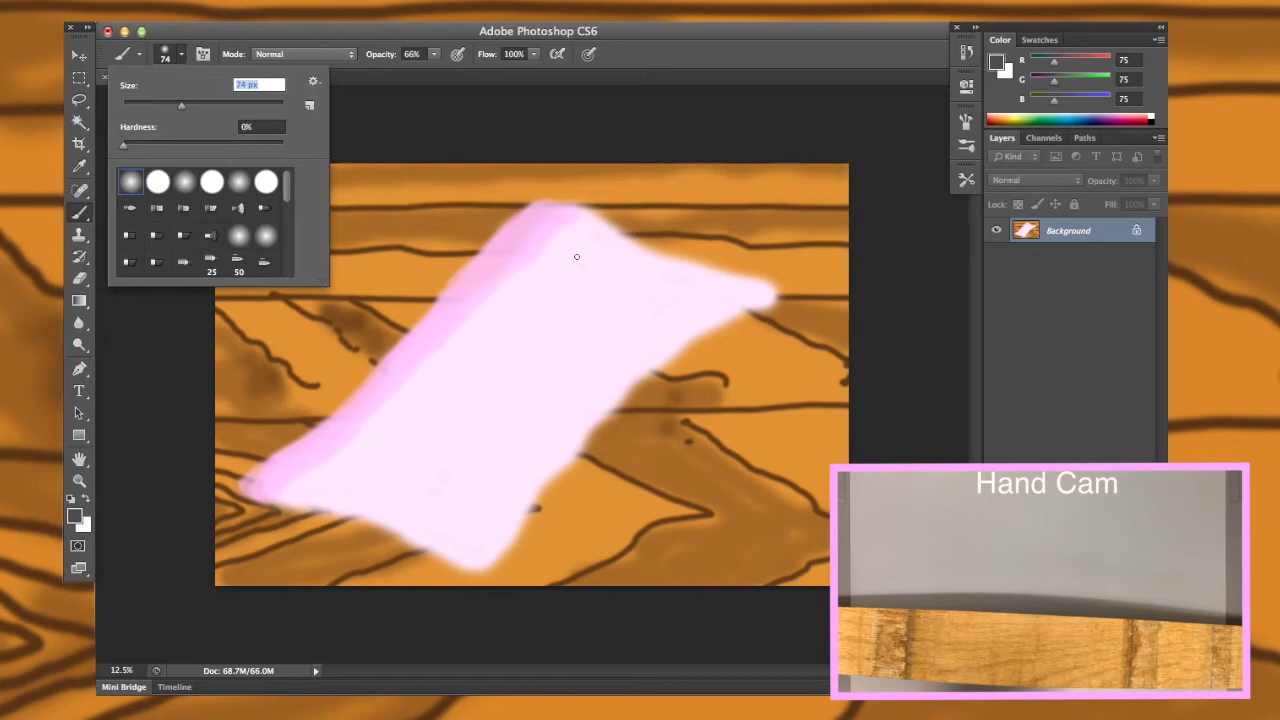 Adobe Photoshop CS6
74
Mode: Normal
Opacity: 66%
Flow: 100%
Size: 74 px
Hardness: 0%
25 50
Color Swatches
R 75
G 75
B 75
Layers Channels Paths
Kind
Normal Opacity: 100%
Lock: Fill: 100%
Background
Hand Cam
12.5% Doc: 68.7M/66.0M
Mini Bridge Timeline